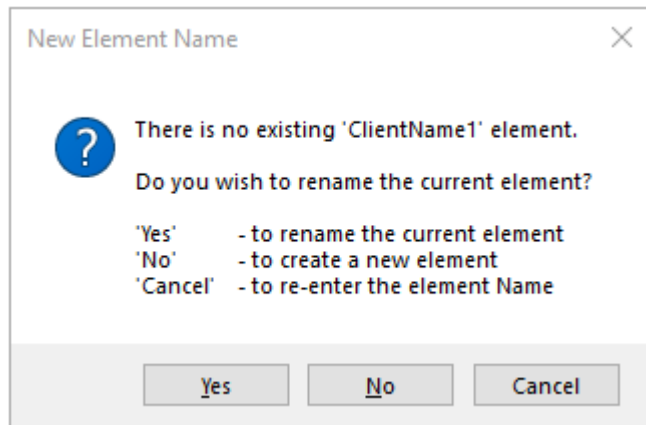 New Element Name
There is no existing 'ClientName1' element.
Do you wish to rename the current element?
'Yes' - to rename the current element
'No' - to create a new element
'Cancel' - to re-enter the element Name
Yes No Cancel